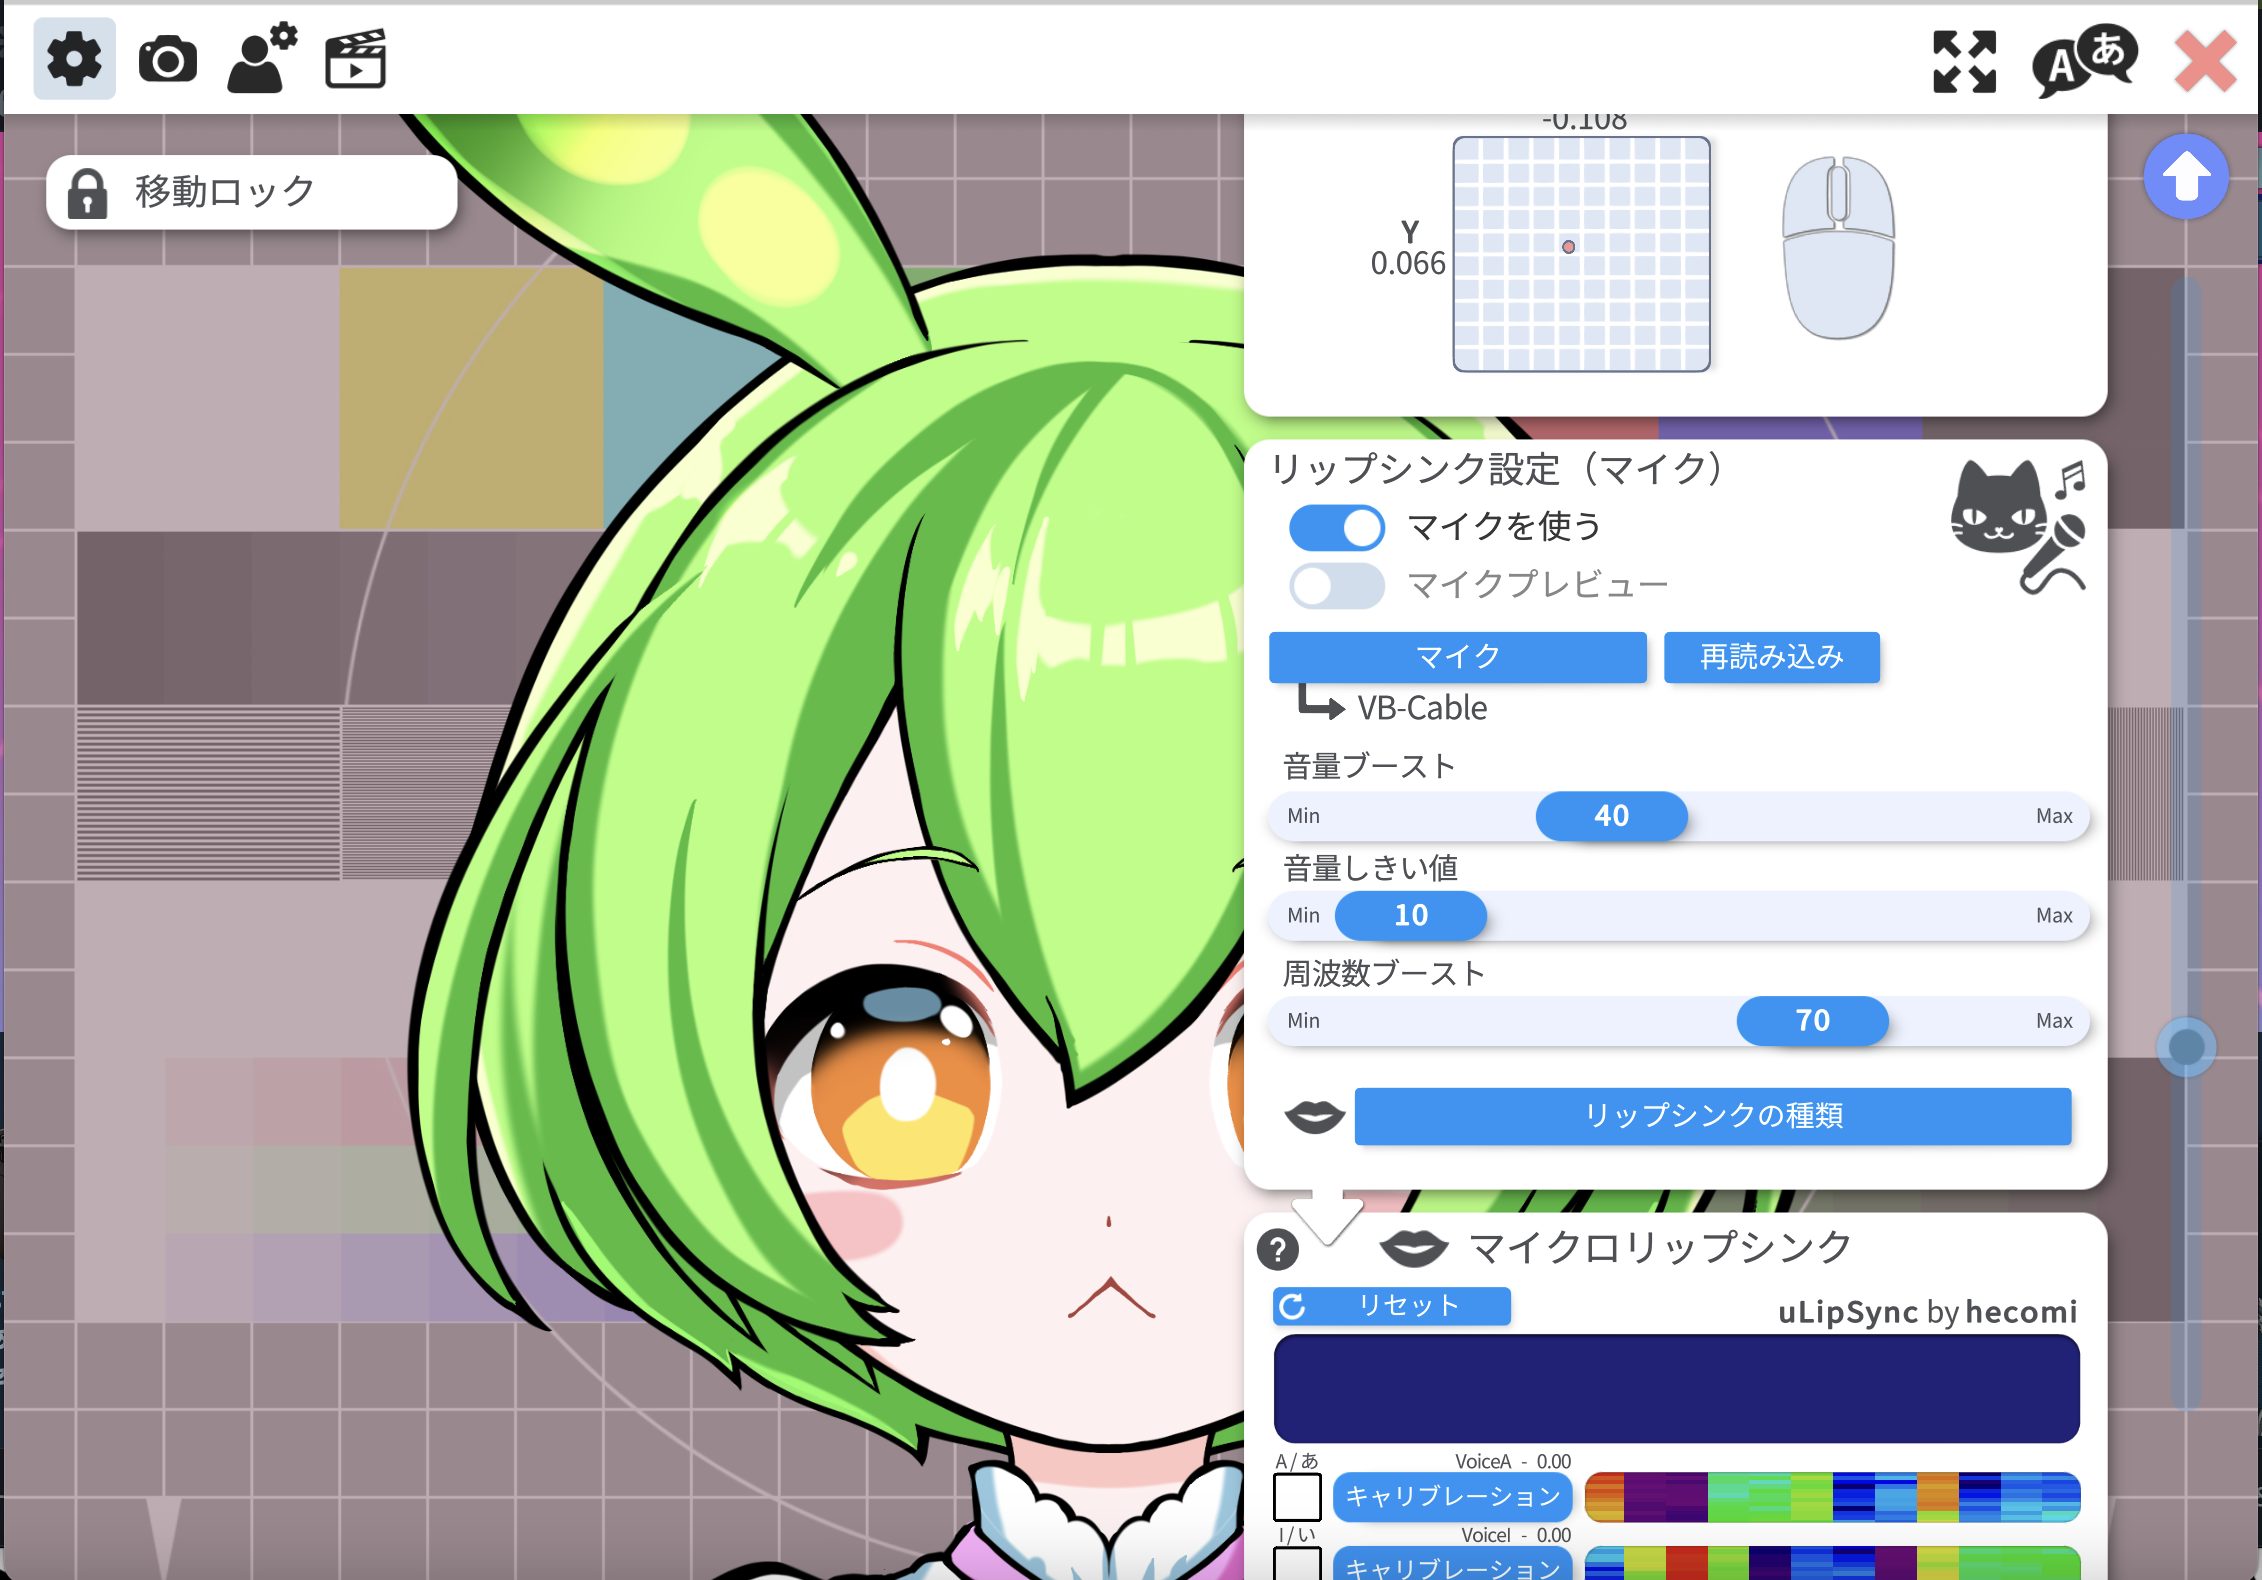 A あ
移動ロック
-0.108
Y
0.066
リップシンク設定（マイク）
マイクを使う
マイクプレビュー
マイク
再読み込み
VB-Cable
音量ブースト
Min 40 Max
音量しきい値
Min 10 Max
周波数ブースト
Min 70 Max
リップシンクの種類
? マイクロリップシンク
リセット
uLipSync by hecomi
A/あ VoiceA - 0.00
キャリブレーション
I/い VoiceI - 0.00
キャリブレーション